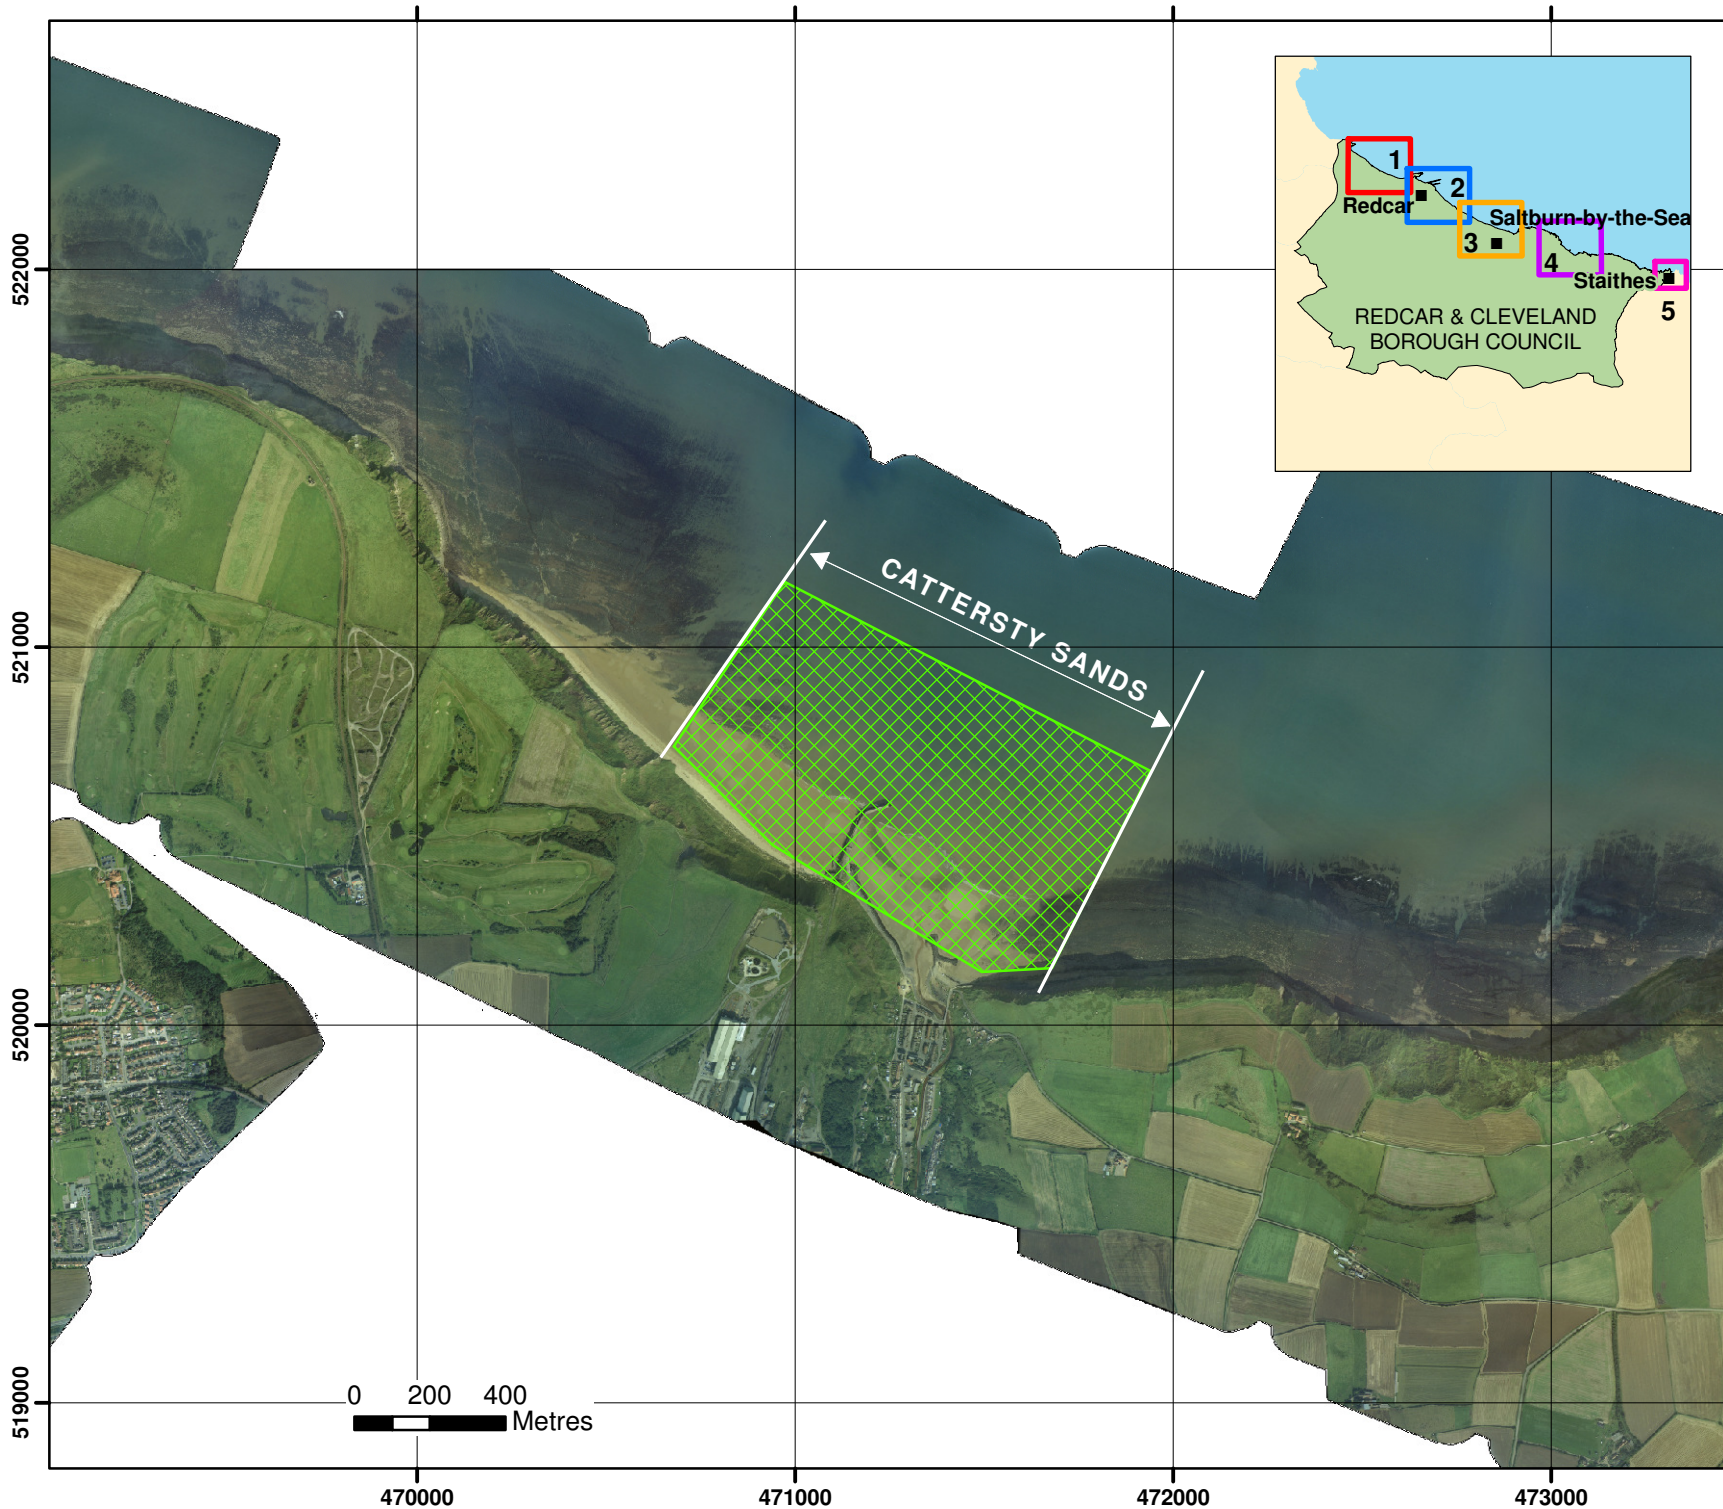 1
2
Redcar
Saltburn-by-the-Sea
3
4
Staithes
5
REDCAR & CLEVELAND
BOROUGH COUNCIL
522000
521000
520000
519000
CATTERSTY SANDS
0 200 400
Metres
470000 471000 472000 473000